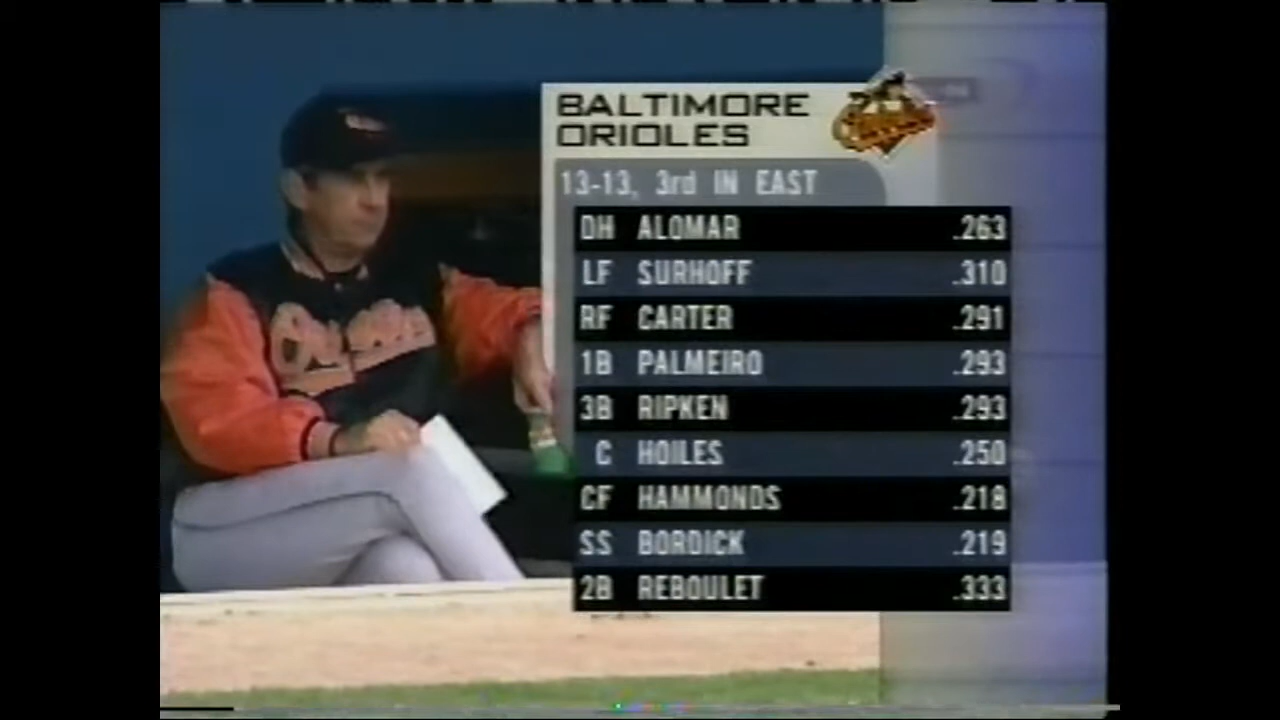 BALTIMORE
ORIOLES
13-13, 3rd IN EAST
DH ALOMAR .263
LF SURHOFF .310
RF CARTER .291
1B PALMEIRO .293
3B RIPKEN .293
C HOILES .250
CF HAMMONDS .218
SS BORDICK .219
2B REBOULET .333